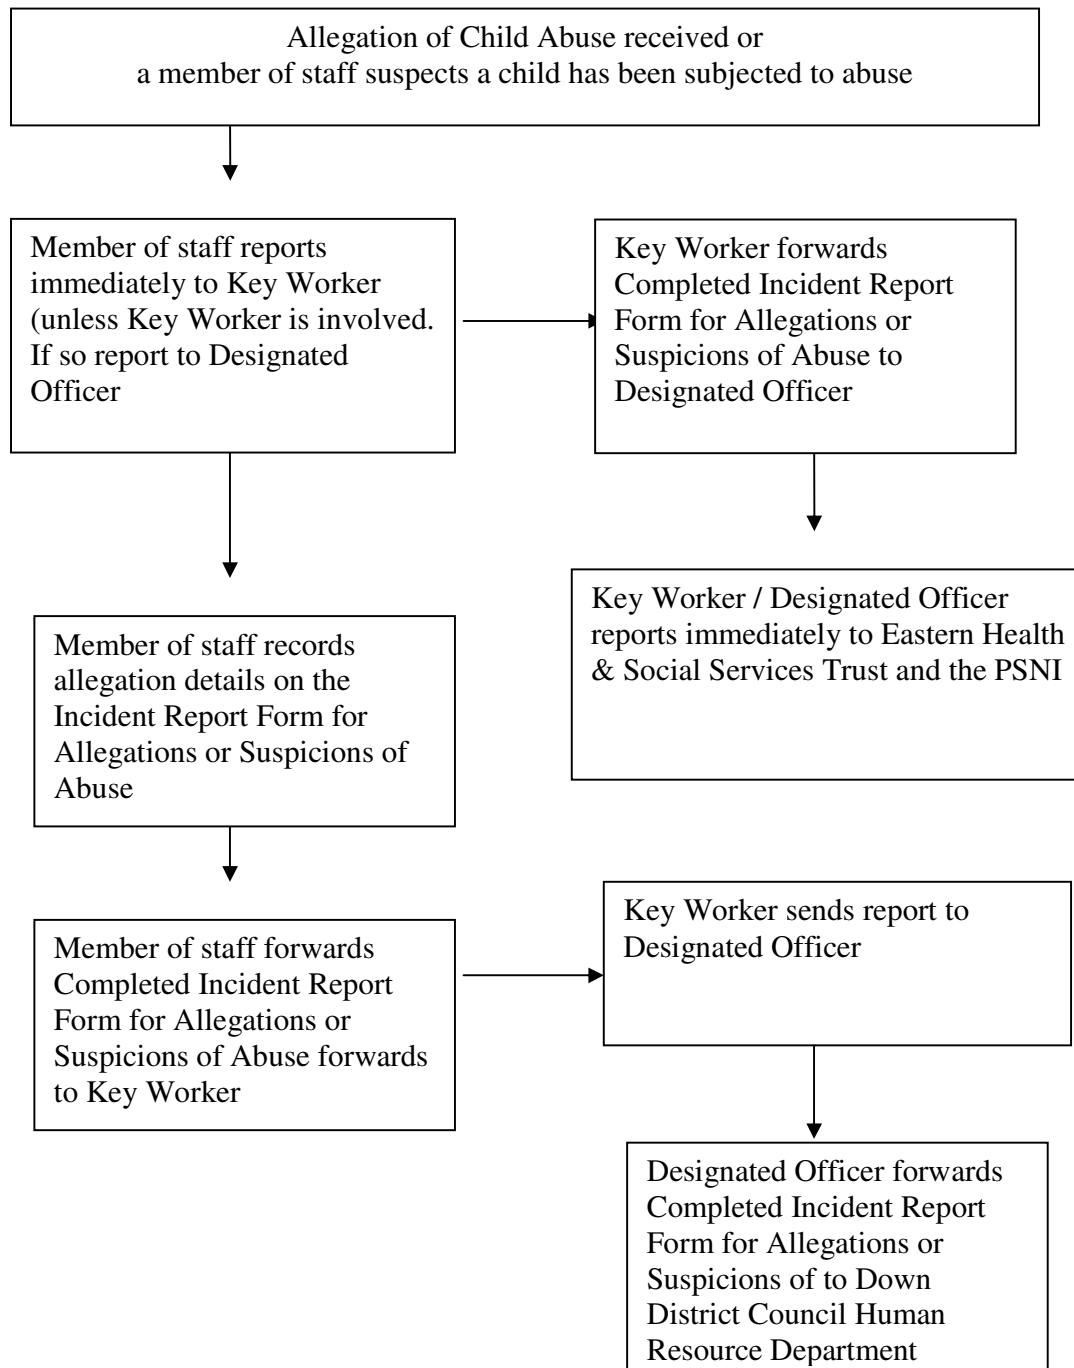 Allegation of Child Abuse received or
a member of staff suspects a child has been subjected to abuse
Member of staff reports
immediately to Key Worker
(unless Key Worker is involved.
If so report to Designated
Officer
Key Worker forwards
Completed Incident Report
Form for Allegations or
Suspicions of Abuse to
Designated Officer
Key Worker / Designated Officer
reports immediately to Eastern Health
& Social Services Trust and the PSNI
Member of staff records
allegation details on the
Incident Report Form for
Allegations or Suspicions of
Abuse
Member of staff forwards
Completed Incident Report
Form for Allegations or
Suspicions of Abuse forwards
to Key Worker
Key Worker sends report to
Designated Officer
Designated Officer forwards
Completed Incident Report
Form for Allegations or
Suspicions of to Down
District Council Human
Resource Department